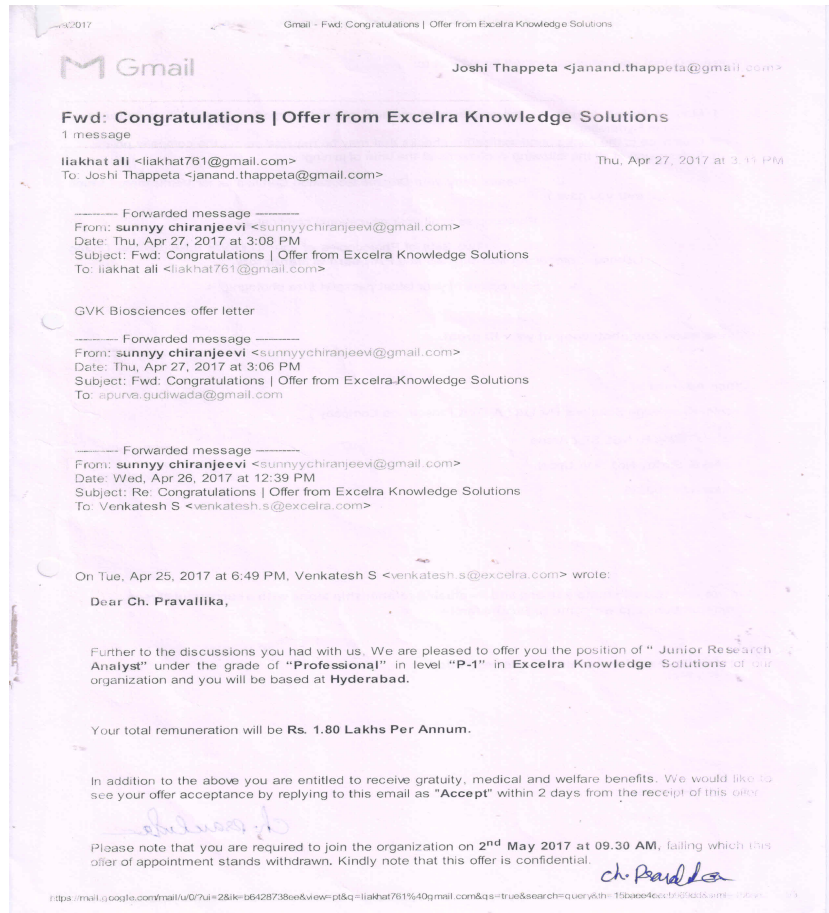 2017
Gmail - Fwd: Congratulations | Offer from Excelra Knowledge Solutions
Gmail
Joshi Thappeta <janand.thappeta@gmail.com>
Fwd: Congratulations | Offer from Excelra Knowledge Solutions
1 message
liakhat ali <liakhat761@gmail.com>
Thu, Apr 27, 2017 at PM
To: Joshi Thappeta <janand.thappeta@gmail.com>
---------- Forwarded message ----------
From: sunnyy chiranjeevi <sunnyychiranjeevi@gmail.com>
Date: Thu, Apr 27, 2017 at 3:08 PM
Subject: Fwd: Congratulations | Offer from Excelra Knowledge Solutions
To: liakhat ali <liakhat761@gmail.com>
GVK Biosciences offer letter
---------- Forwarded message ----------
From: sunnyy chiranjeevi <sunnyychiranjeevi@gmail.com>
Date: Thu, Apr 27, 2017 at 3:06 PM
Subject: Fwd: Congratulations | Offer from Excelra Knowledge Solutions
To: apurva.gudiwada@gmail.com
---------- Forwarded message ----------
From: sunnyy chiranjeevi <sunnyychiranjeevi@gmail.com>
Date: Wed, Apr 26, 2017 at 12:39 PM
Subject: Re: Congratulations | Offer from Excelra Knowledge Solutions
To: Venkatesh S <venkatesh.s@excelra.com>
On Tue, Apr 25, 2017 at 6:49 PM, Venkatesh S <venkatesh.s@excelra.com> wrote:
Dear Ch. Pravallika,
Further to the discussions you had with us. We are pleased to offer you the position of " Junior Research
Analyst" under the grade of "Professional" in level "P-1" in Excelra Knowledge Solutions of our
organization and you will be based at Hyderabad.
Your total remuneration will be Rs. 1.80 Lakhs Per Annum.
In addition to the above you are entitled to receive gratuity, medical and welfare benefits. We would like to
see your offer acceptance by replying to this email as "Accept" within 2 days from the receipt of this offer
Please note that you are required to join the organization on 2nd May 2017 at 09.30 AM, failing which this
offer of appointment stands withdrawn. Kindly note that this offer is confidential.